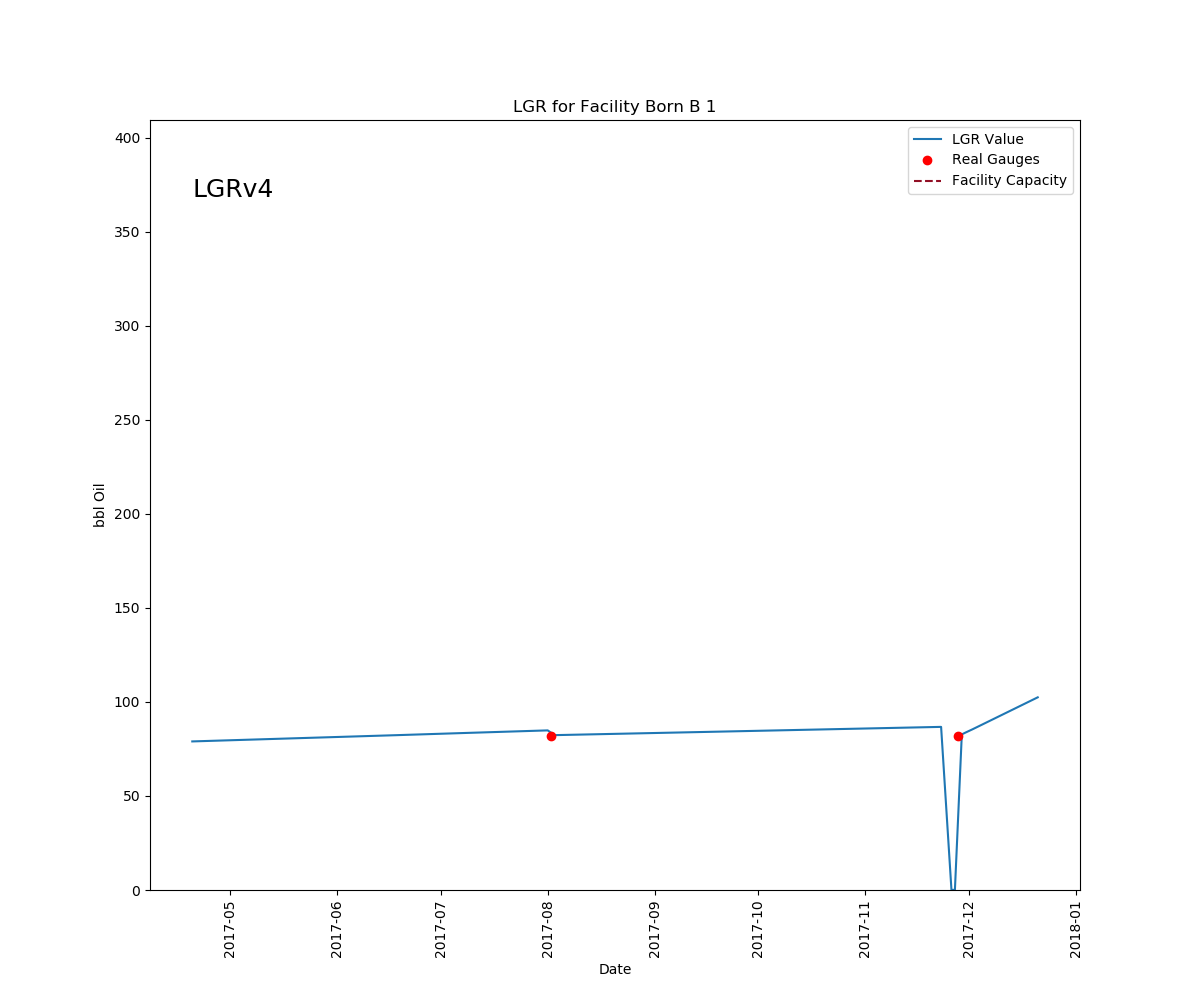 LGR for Facility Born B 1
LGRv4
LGR Value
Real Gauges
Facility Capacity
400
350
300
250
200
150
100
50
0
bbl Oil
2017-05
2017-06
2017-07
2017-08
2017-09
2017-10
2017-11
2017-12
2018-01
Date